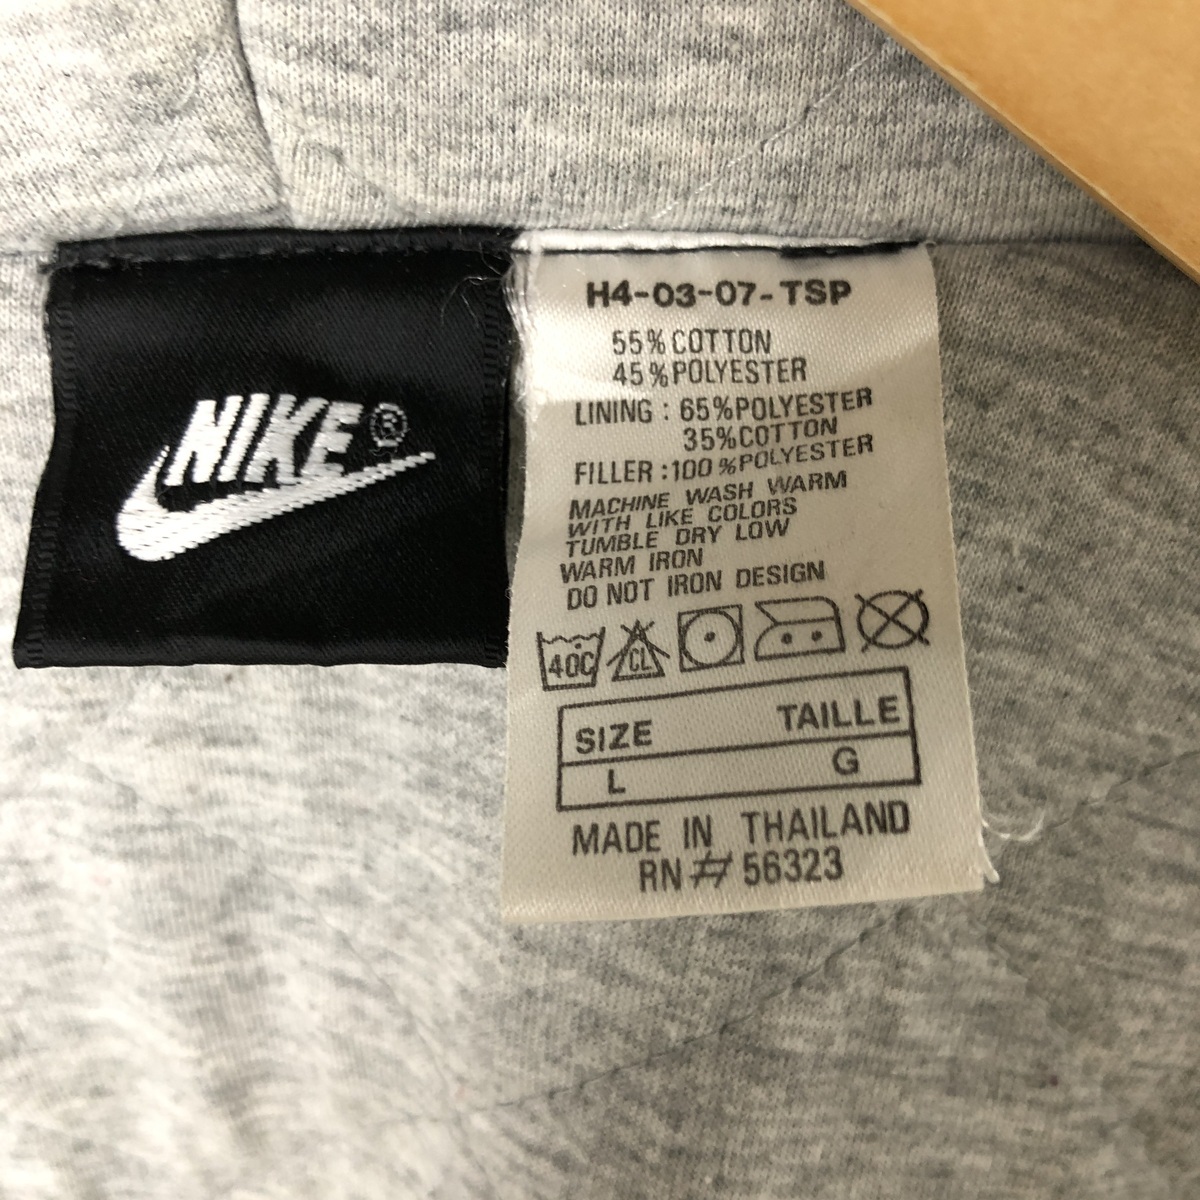 NIKE®
H4-03-07-TSP
55% COTTON
45% POLYESTER
LINING : 65% POLYESTER
35% COTTON
FILLER : 100% POLYESTER
MACHINE WASH WARM
WITH LIKE COLORS
TUMBLE DRY LOW
WARM IRON
DO NOT IRON DESIGN
40C CL
SIZE TAILLE
L G
MADE IN THAILAND
RN # 56323